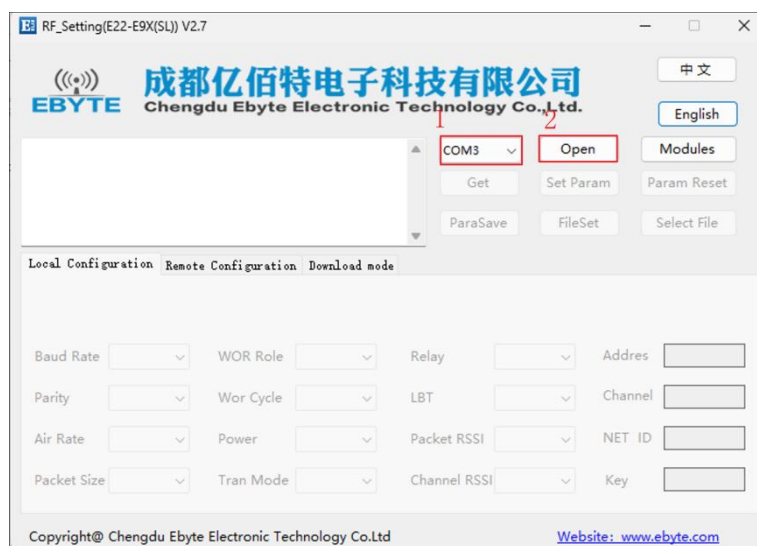 RF_Setting(E22-E9X(SL)) V2.7
中文
EBYTE
成都亿佰特电子科技有限公司
Chengdu Ebyte Electronic Technology Co.,Ltd.
English
1 2
COM3 Open Modules
Get Set Param Param Reset
ParaSave FileSet Select File
Local Configuration Remote Configuration Download mode
Baud Rate WOR Role Relay Addres
Parity Wor Cycle LBT Channel
Air Rate Power Packet RSSI NET ID
Packet Size Tran Mode Channel RSSI Key
Copyright@ Chengdu Ebyte Electronic Technology Co.Ltd Website: www.ebyte.com